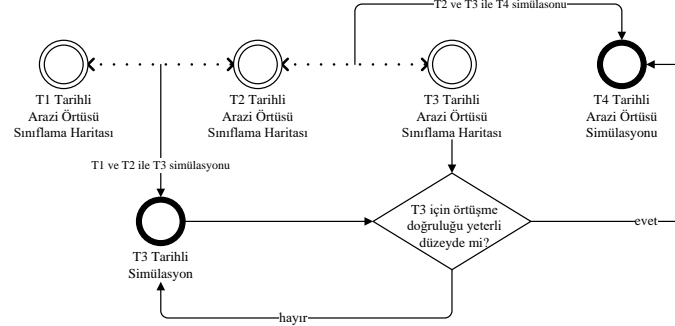 T2 ve T3 ile T4 simülasonu
T1 Tarihli
Arazi Örtüsü
Sınıflama Haritası
T2 Tarihli
Arazi Örtüsü
Sınıflama Haritası
T3 Tarihli
Arazi Örtüsü
Sınıflama Haritası
T4 Tarihli
Arazi Örtüsü
Simülasyonu
T1 ve T2 ile T3 simülasyonu
T3 için örtüşme
doğruluğu yeterli
düzeyde mi?
evet
T3 Tarihli
Simülasyon
hayır